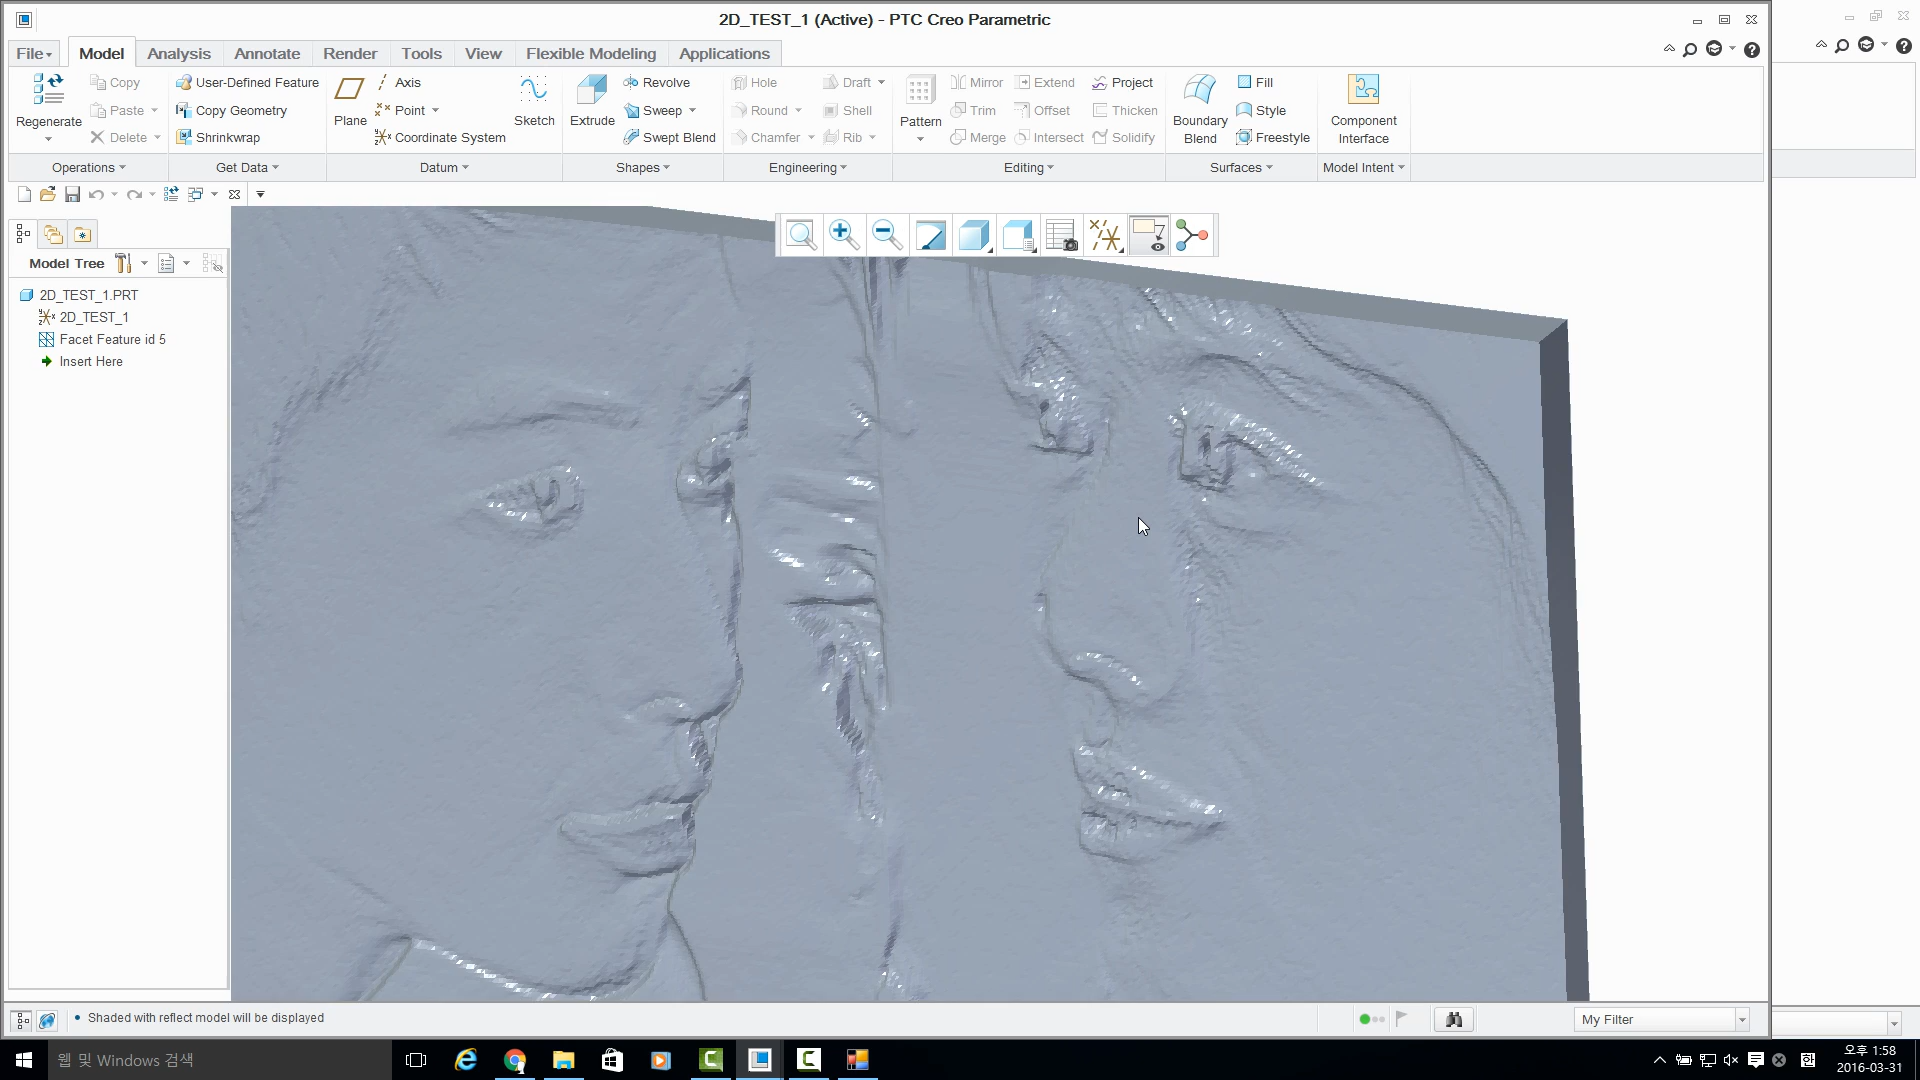 2D_TEST_1 (Active) - PTC Creo Parametric
File
Model
Analysis
Annotate
Render
Tools
View
Flexible Modeling
Applications
Regenerate
Copy
Paste
Delete
User-Defined Feature
Copy Geometry
Shrinkwrap
Plane
Axis
Point
Coordinate System
Sketch
Extrude
Revolve
Sweep
Swept Blend
Hole
Round
Chamfer
Draft
Shell
Rib
Pattern
Mirror
Trim
Merge
Extend
Offset
Intersect
Project
Thicken
Solidify
Boundary
Blend
Fill
Style
Freestyle
Component
Interface
Operations
Get Data
Datum
Shapes
Engineering
Editing
Surfaces
Model Intent
Model Tree
2D_TEST_1.PRT
2D_TEST_1
Facet Feature id 5
Insert Here
Shaded with reflect model will be displayed
My Filter
웹 및 Windows 검색
한
오후 1:58
2016-03-31